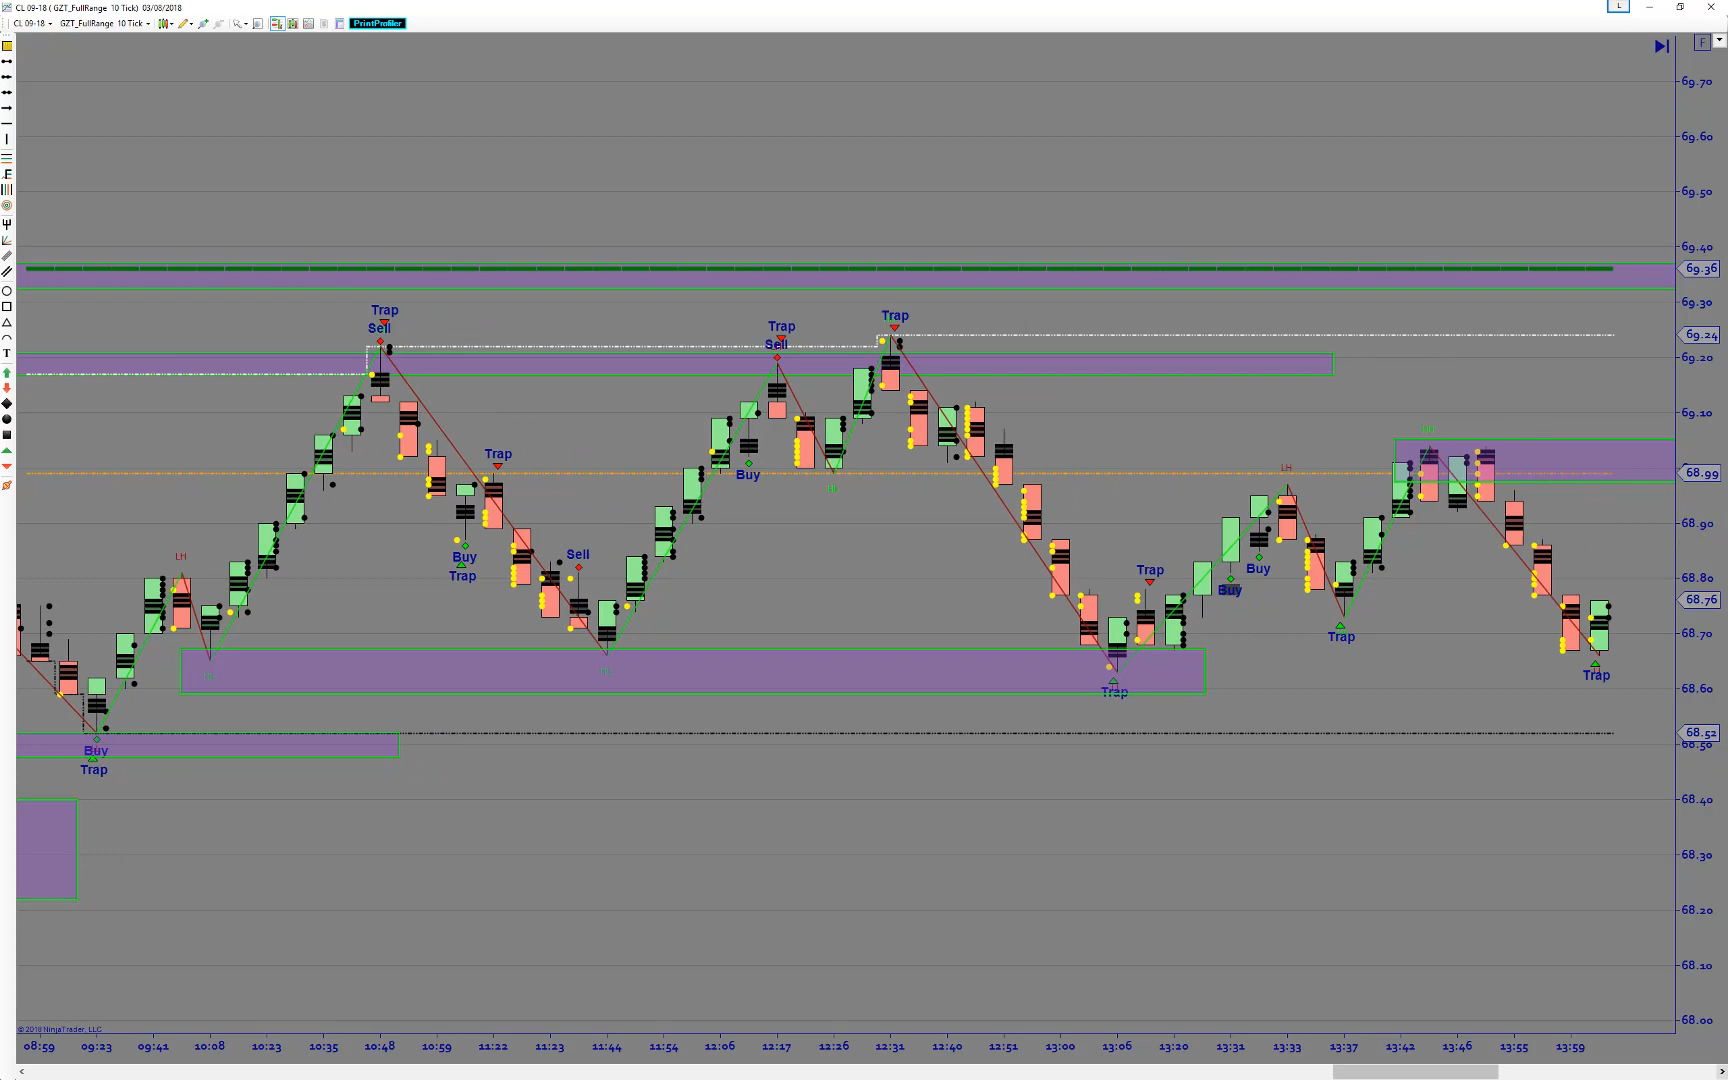 CL 09-18 ( GZT_FullRange 10 Tick) 03/08/2018
L
CL 09-18
GZT_FullRange 10 Tick
PrintProfiler
F
69.70
69.60
69.50
69.40
69.36
69.30
Trap
Sell
Trap
Sell
Trap
69.24
69.20
69.10
HH
Trap
Buy
LH
68.99
HL
68.90
LH
Buy
Trap
Sell
Trap
Buy
Buy
68.80
68.76
Trap
68.70
HL
Trap
Trap
68.60
68.52
68.50
Buy
Trap
68.40
68.30
68.20
68.10
68.00
© 2018 NinjaTrader, LLC
08:59 09:23 09:41 10:08 10:23 10:35 10:48 10:59 11:22 11:23 11:44 11:54 12:06 12:17 12:26 12:31 12:40 12:51 13:00 13:06 13:20 13:31 13:33 13:37 13:42 13:46 13:55 13:59